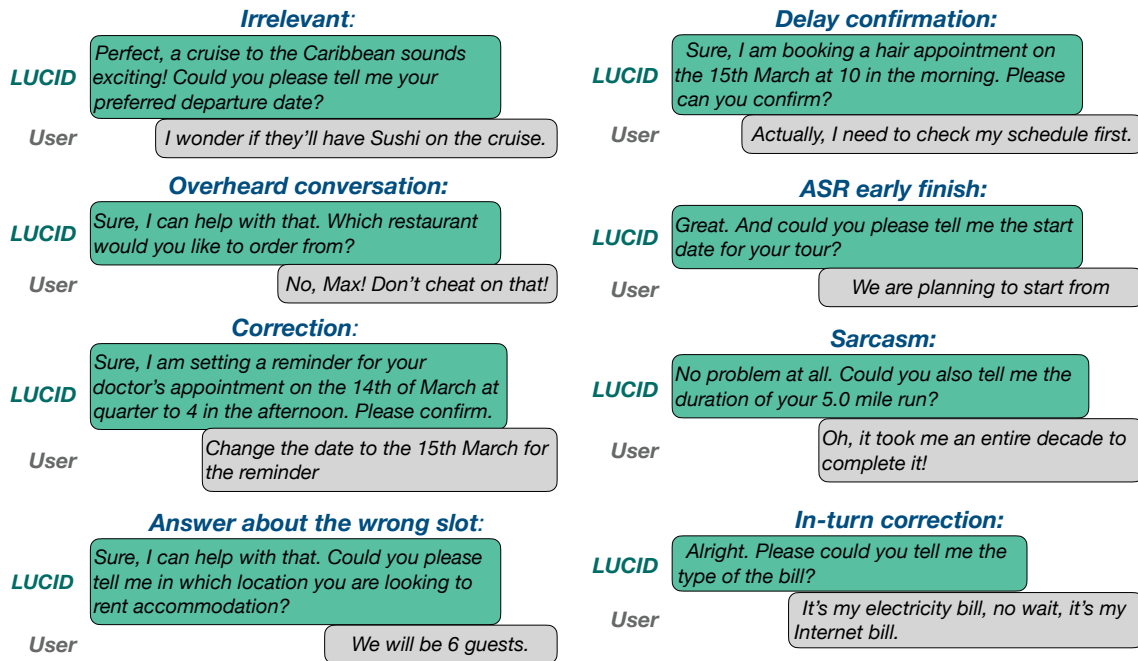 Irrelevant:
LUCID
Perfect, a cruise to the Caribbean sounds
exciting! Could you please tell me your
preferred departure date?
User
I wonder if they'll have Sushi on the cruise.
Overheard conversation:
LUCID
Sure, I can help with that. Which restaurant
would you like to order from?
User
No, Max! Don't cheat on that!
Correction:
LUCID
Sure, I am setting a reminder for your
doctor's appointment on the 14th of March at
quarter to 4 in the afternoon. Please confirm.
User
Change the date to the 15th March for
the reminder
Answer about the wrong slot:
LUCID
Sure, I can help with that. Could you please
tell me in which location you are looking to
rent accommodation?
User
We will be 6 guests.
Delay confirmation:
LUCID
Sure, I am booking a hair appointment on
the 15th March at 10 in the morning. Please
can you confirm?
User
Actually, I need to check my schedule first.
ASR early finish:
LUCID
Great. And could you please tell me the start
date for your tour?
User
We are planning to start from
Sarcasm:
LUCID
No problem at all. Could you also tell me the
duration of your 5.0 mile run?
User
Oh, it took me an entire decade to
complete it!
In-turn correction:
LUCID
Alright. Please could you tell me the
type of the bill?
User
It's my electricity bill, no wait, it's my
Internet bill.